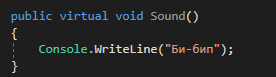 public virtual void Sound()
{
    Console.WriteLine("Би-бип");
}